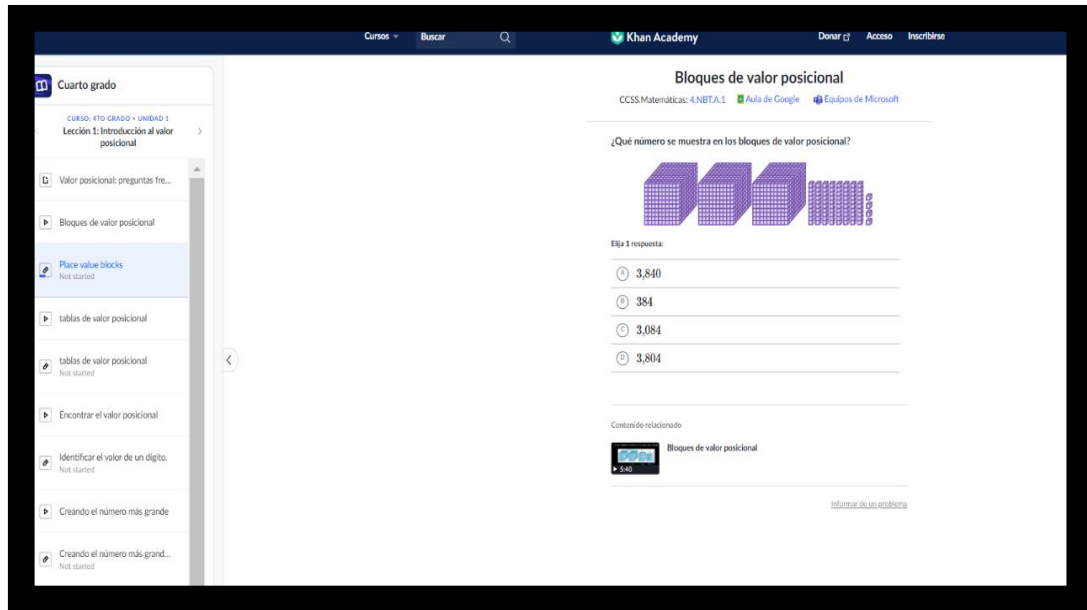 Cursos
Buscar
Khan Academy
Donar
Acceso
Inscribirse
Cuarto grado
CURSO: 4TO GRADO > UNIDAD 1
Lección 1: Introducción al valor
posicional
Valor posicional: preguntas fre...
Bloques de valor posicional
Place value blocks
Not started
tablas de valor posicional
tablas de valor posicional
Not started
Encontrar el valor posicional
Identificar el valor de un dígito.
Not started
Creando el número más grande
Creando el número más grand...
Not started
Bloques de valor posicional
CCSS.Matemáticas: 4.NBT.A.1 Aula de Google Equipos de Microsoft
¿Qué número se muestra en los bloques de valor posicional?
Elija 1 respuesta:
A 3,840
B 384
C 3,084
D 3,804
Contenido relacionado
5:40
Bloques de valor posicional
Informar de un problema